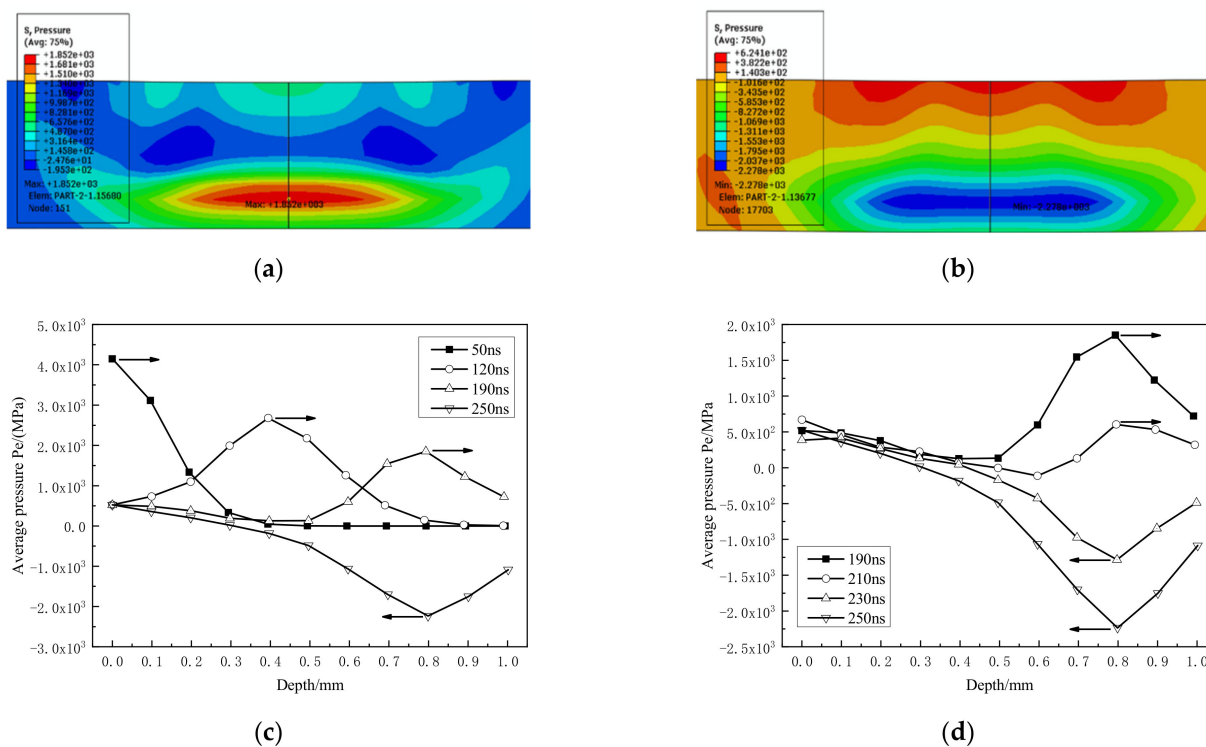 S, Pressure
(Avg: 75%)
+1.852e+03
+1.681e+03
+1.510e+03
+9.987e+02
+8.281e+02
+6.576e+02
+4.870e+02
+3.164e+02
+1.458e+02
-2.476e+01
-1.953e+02
Max: +1.852e+03
Elem: PART-2-1.15680
Node: 151
Max: +1.852e+003
(a)
S, Pressure
(Avg: 75%)
+6.241e+02
+3.822e+02
+1.403e+02
-1.016e+02
-3.435e+02
-5.853e+02
-8.272e+02
-1.069e+03
-1.311e+03
-1.553e+03
-1.795e+03
-2.037e+03
-2.278e+03
Min: -2.278e+03
Elem: PART-2-1.13677
Node: 17703
Min: -2.278e+003
(b)
5.0x10³
4.0x10³
3.0x10³
2.0x10³
1.0x10³
0.0
-1.0x10³
-2.0x10³
-3.0x10³
Average pressure Pe/(MPa)
50ns
120ns
190ns
250ns
0.0 0.1 0.2 0.3 0.4 0.5 0.6 0.7 0.8 0.9 1.0
Depth/mm
(c)
2.0x10³
1.5x10³
1.0x10³
5.0x10²
0.0
-5.0x10²
-1.0x10³
-1.5x10³
-2.0x10³
-2.5x10³
Average pressure Pe/MPa
190ns
210ns
230ns
250ns
0.0 0.1 0.2 0.3 0.4 0.5 0.6 0.7 0.8 0.9 1.0
Depth/mm
(d)